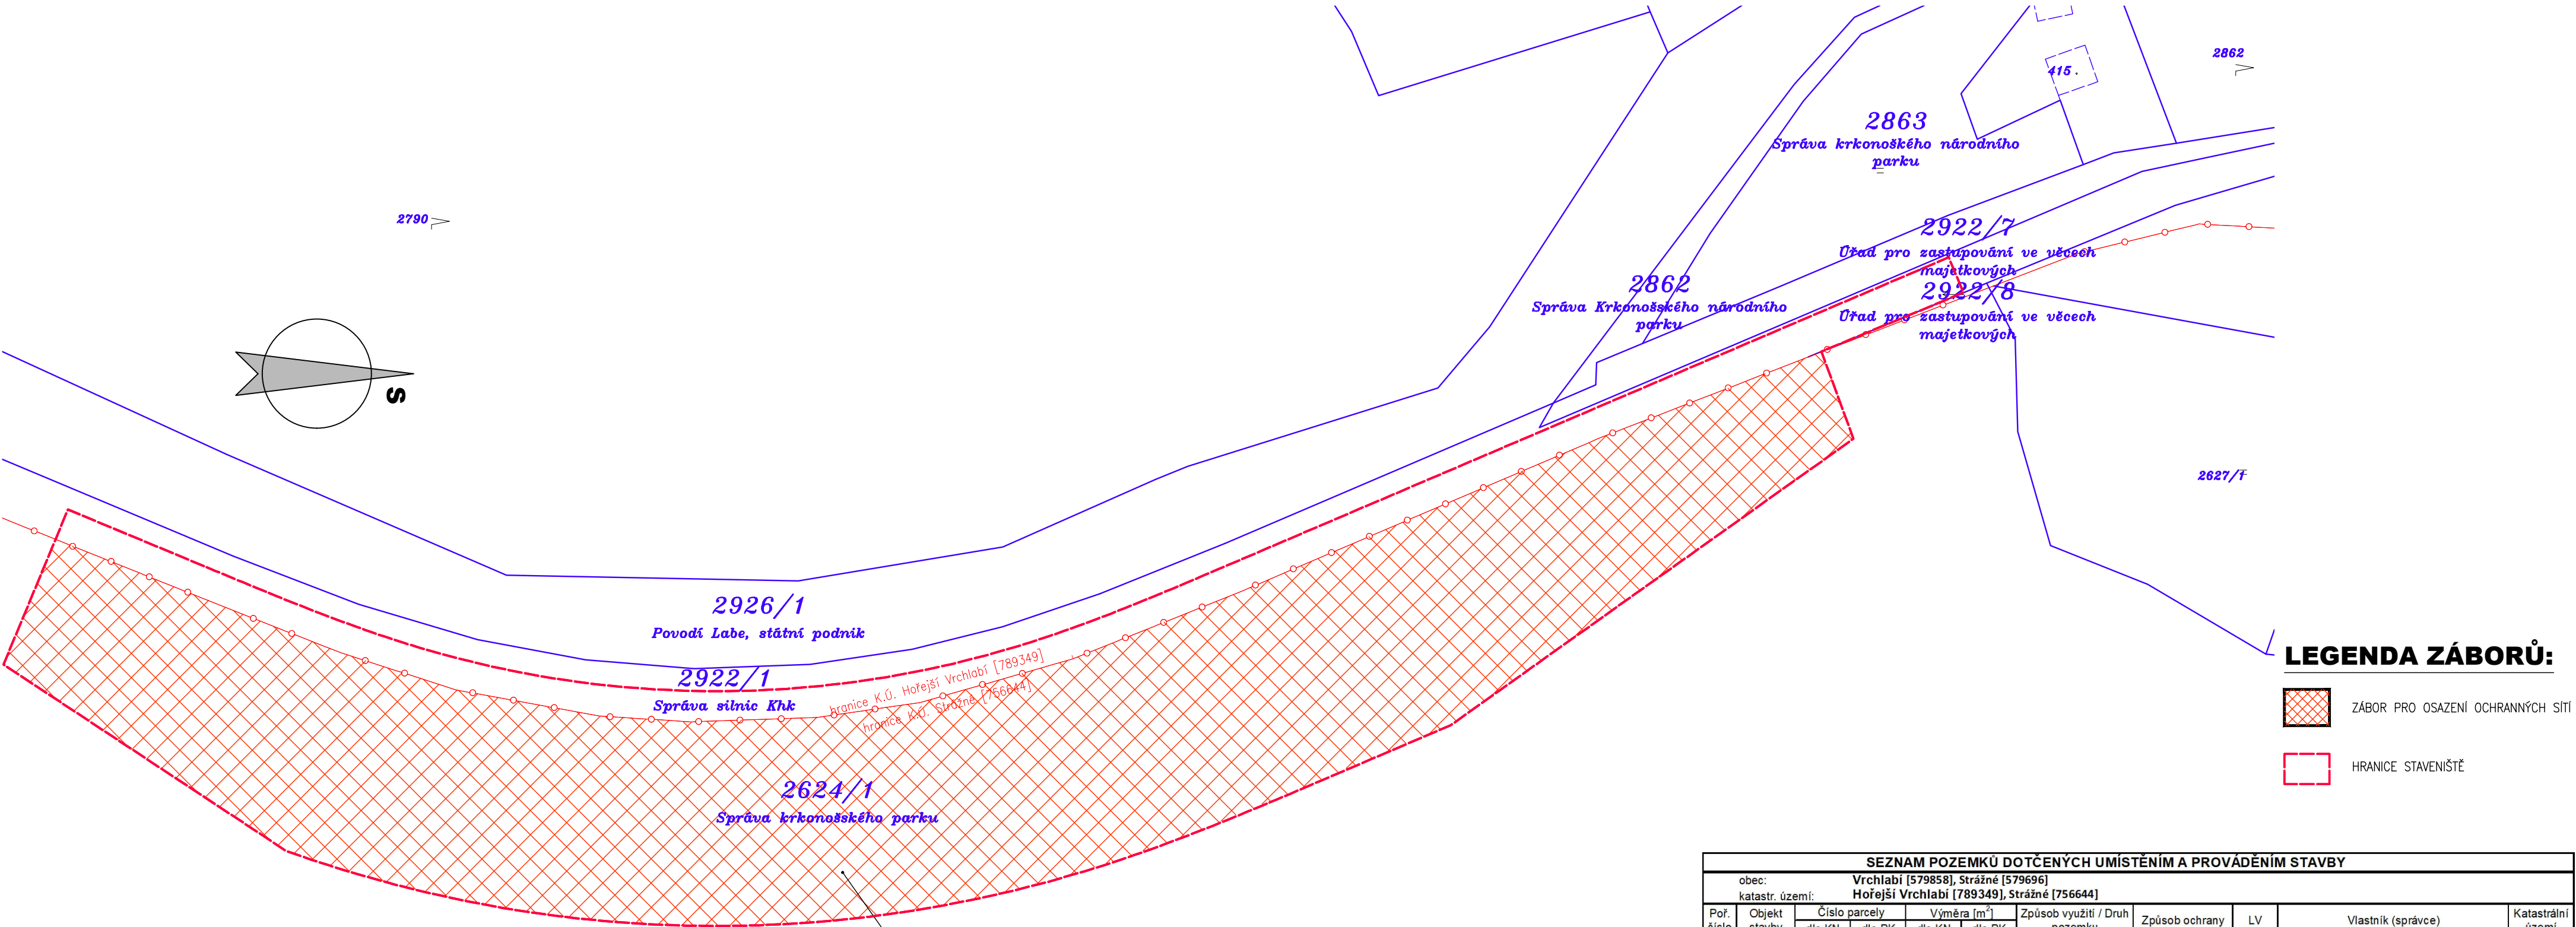 2862
415.
2863
Správa krkonoškého národního
parku
2790
2922/7
Úřad pro zastupování ve věcech
majetkových
2862
Správa Krkonošského národního
parku
2922/8
Úřad pro zastupování ve věcech
majetkových
S
2627/1
2926/1
Povodí Labe, státní podnik
2922/1
Správa silnic Khk
hranice K.Ú. Hořejší Vrchlabí [789349]
hranice K.Ú. Strážné [756644]
2624/1
Správa krkonošského parku
LEGENDA ZÁBORŮ:
ZÁBOR PRO OSAZENÍ OCHRANNÝCH SÍTÍ
HRANICE STAVENIŠTĚ
SEZNAM POZEMKŮ DOTČENÝCH UMÍSTĚNÍM A PROVÁDĚNÍM STAVBY
obec: Vrchlabí [579858], Strážné [579696]
katastr. území: Hořejší Vrchlabí [789349], Strážné [756644]
Poř. Objekt Číslo parcely Výměra [m²] Způsob využití / Druh Způsob ochrany LV Vlastník (správce) Katastrální